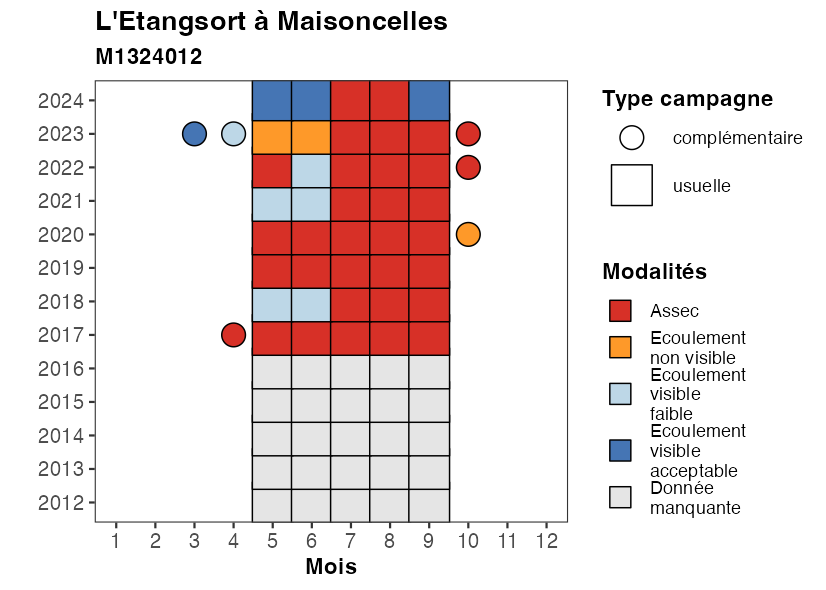 L'Etangsort à Maisoncelles
M1324012
2024
2023
2022
2021
2020
2019
2018
2017
2016
2015
2014
2013
2012
1 2 3 4 5 6 7 8 9 10 11 12
Mois
Type campagne
complémentaire
usuelle
Modalités
Assec
Ecoulement
non visible
Ecoulement
visible
faible
Ecoulement
visible
acceptable
Donnée
manquante